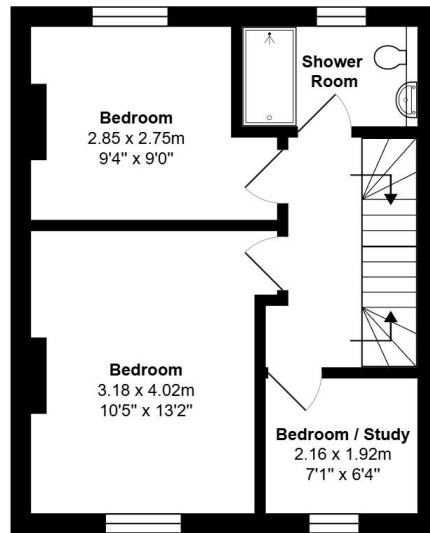 Shower
Room
Bedroom
2.85 x 2.75m
9'4" x 9'0"
Bedroom
3.18 x 4.02m
10'5" x 13'2"
Bedroom / Study
2.16 x 1.92m
7'1" x 6'4"